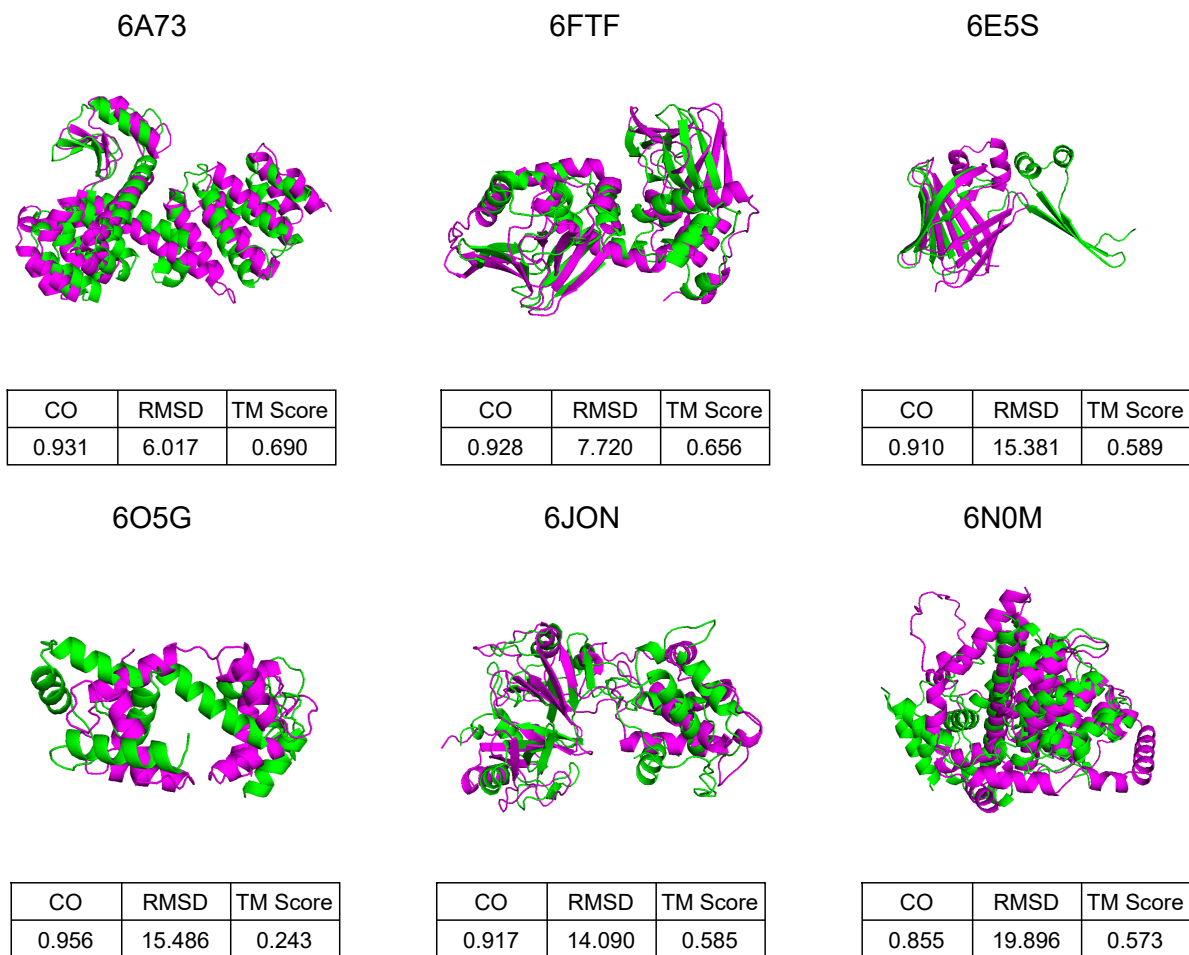 6A73 6FTF 6E5S
CO RMSD TM Score CO RMSD TM Score CO RMSD TM Score
0.931 6.017 0.690 0.928 7.720 0.656 0.910 15.381 0.589
6O5G 6JON 6N0M
CO RMSD TM Score CO RMSD TM Score CO RMSD TM Score
0.956 15.486 0.243 0.917 14.090 0.585 0.855 19.896 0.573